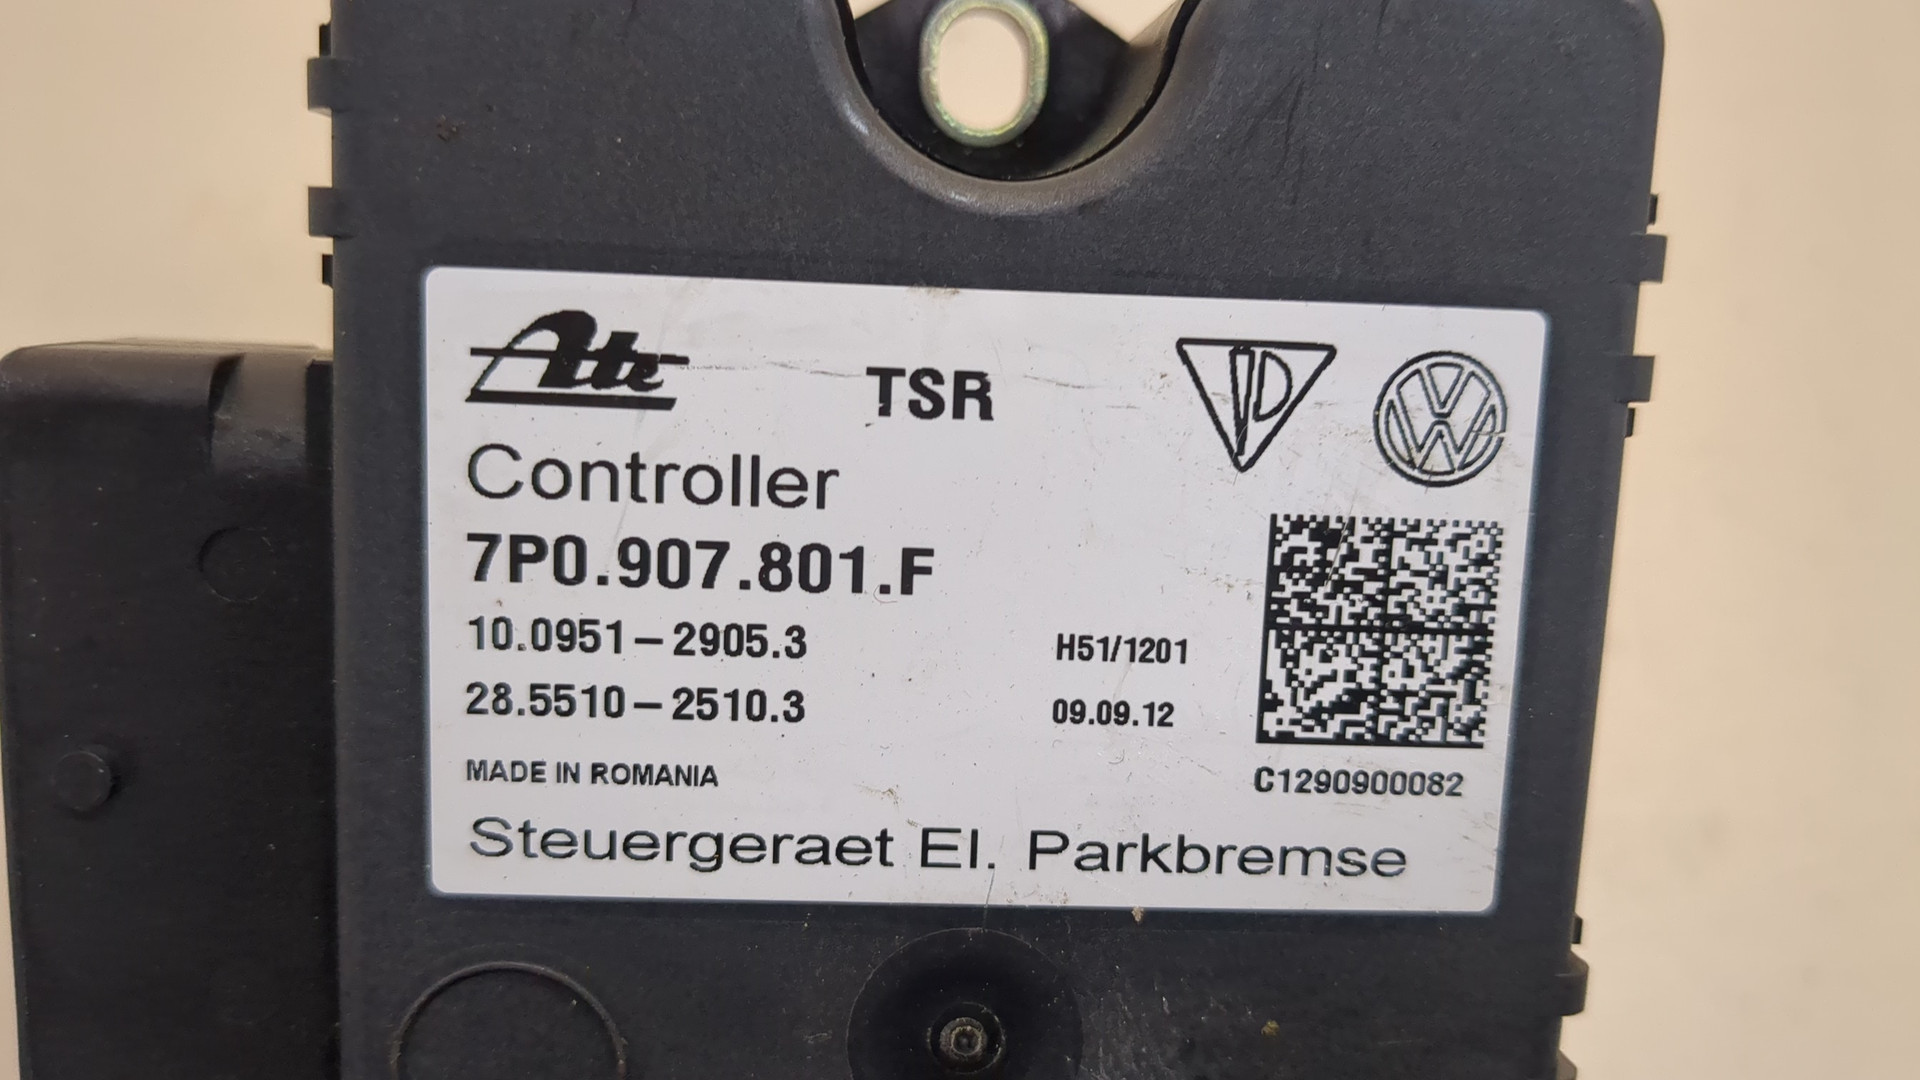 Ate
TSR
Controller
7P0.907.801.F
10.0951-2905.3 H51/1201
28.5510-2510.3 09.09.12
MADE IN ROMANIA C1290900082
Steuergeraet El. Parkbremse